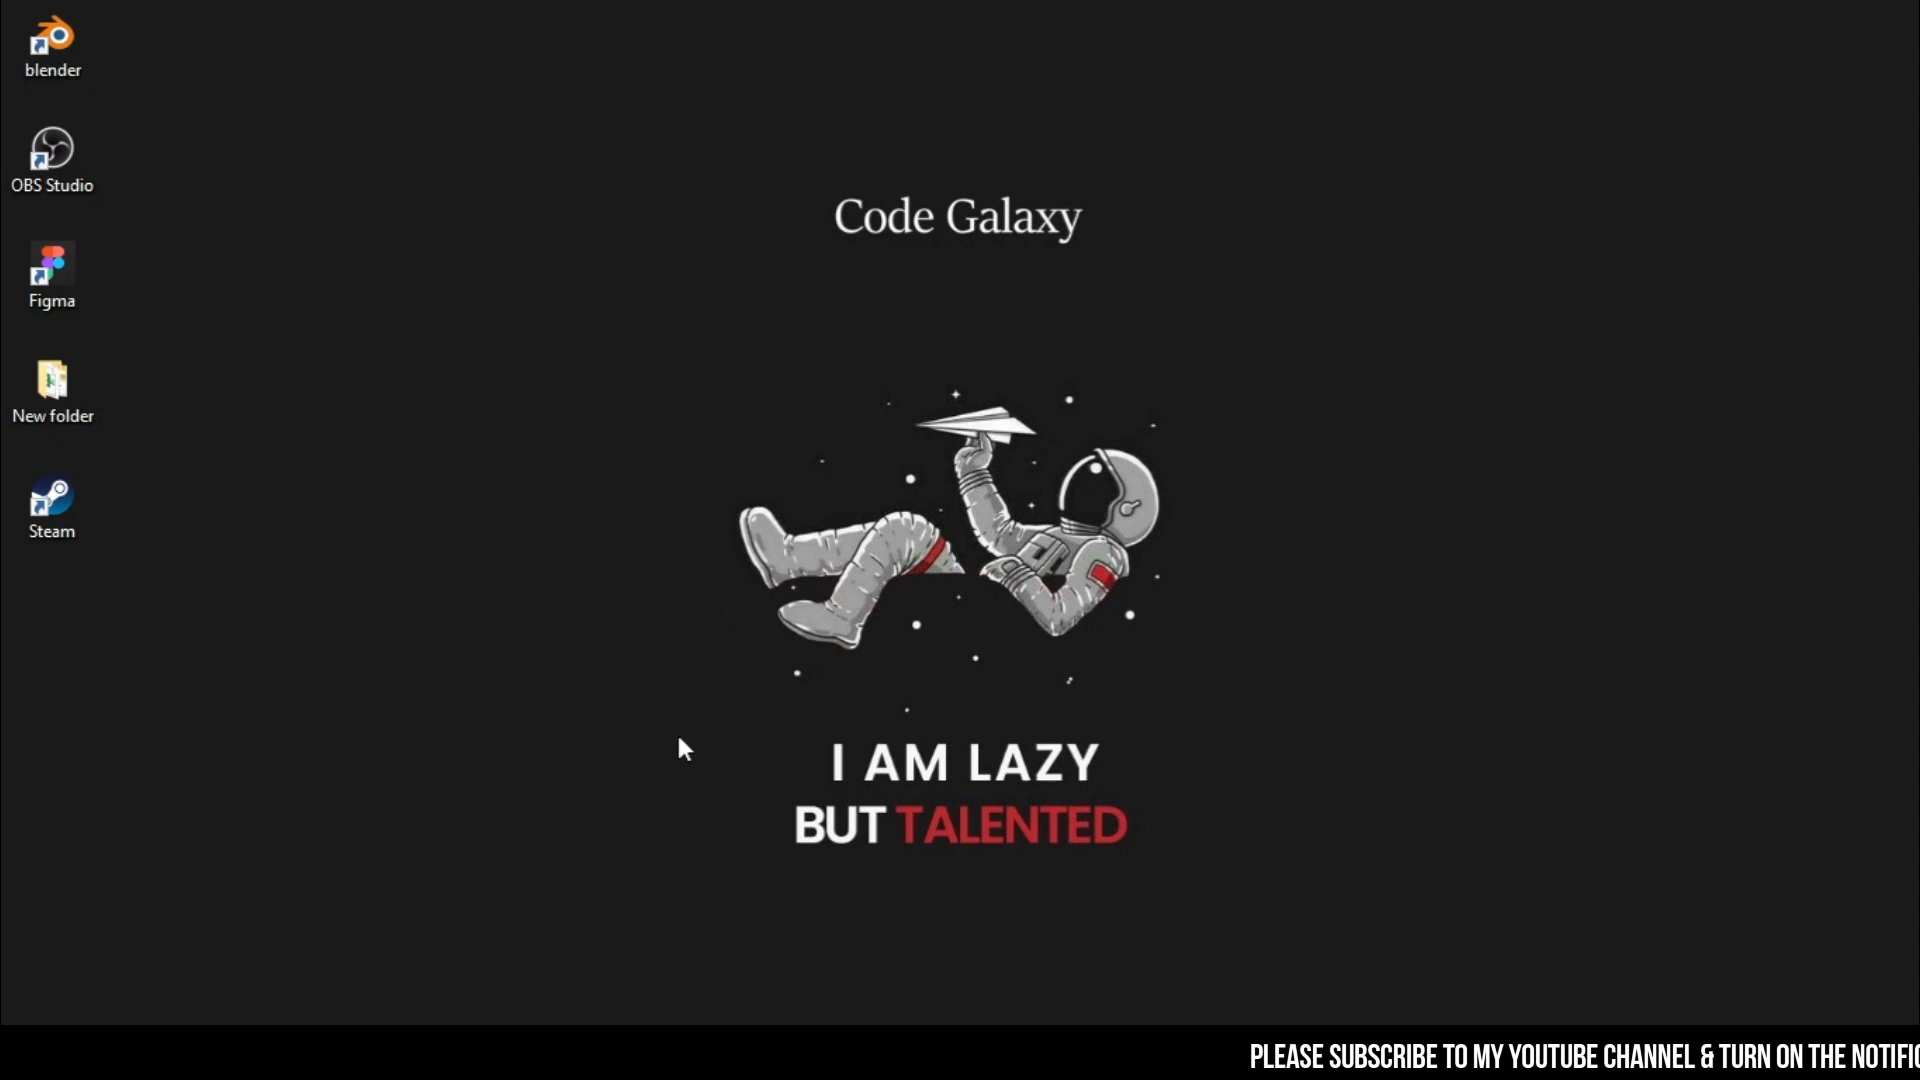 blender
OBS Studio
Figma
New folder
Steam
Code Galaxy
I AM LAZY
BUT TALENTED
PLEASE SUBSCRIBE TO MY YOUTUBE CHANNEL & TURN ON THE